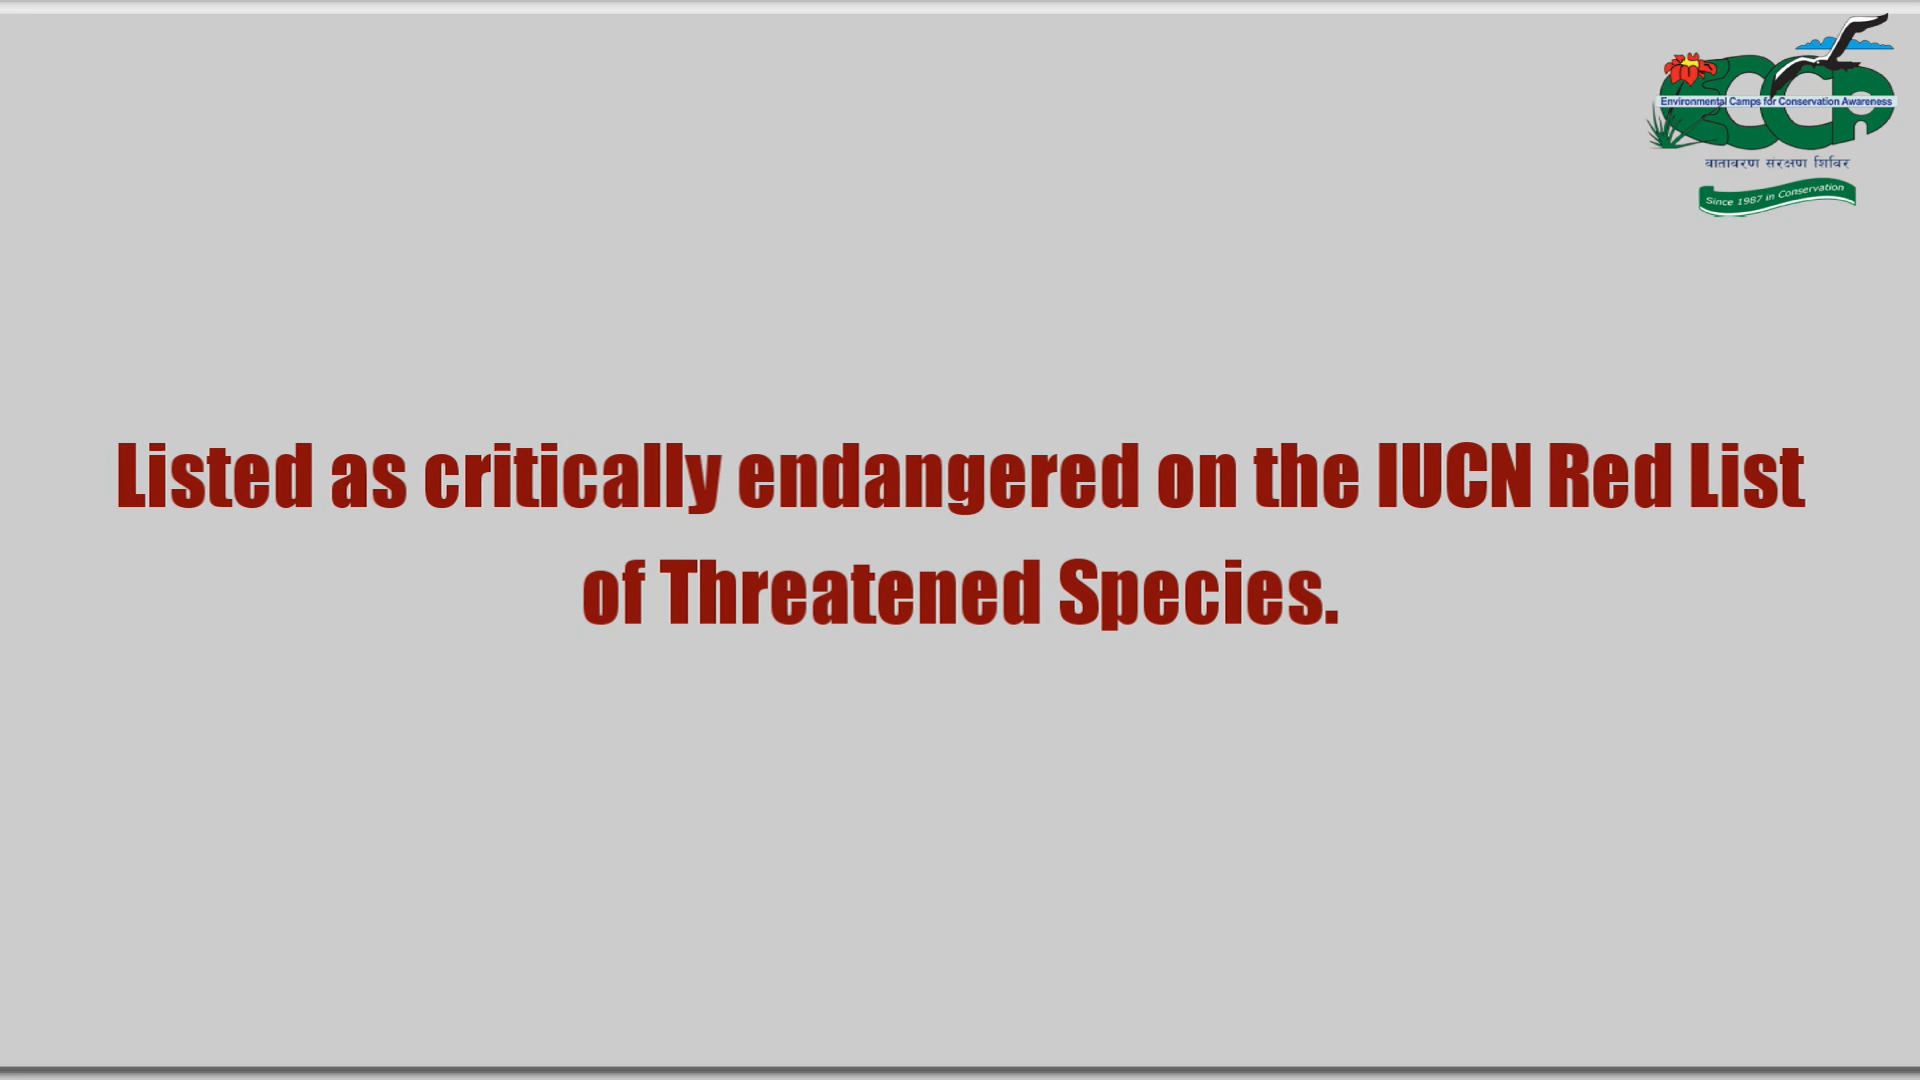 ECCA
Environmental Camps for Conservation Awareness
वातावरण संरक्षण शिविर
Since 1987 in Conservation
Listed as critically endangered on the IUCN Red List
of Threatened Species.